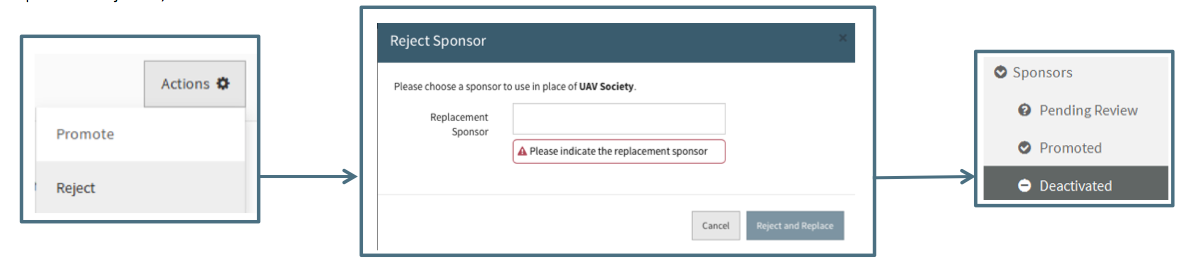 Actions
Promote
Reject
Reject Sponsor
Please choose a sponsor to use in place of UAV Society.
Replacement
Sponsor
Please indicate the replacement sponsor
Cancel
Reject and Replace
Sponsors
Pending Review
Promoted
Deactivated